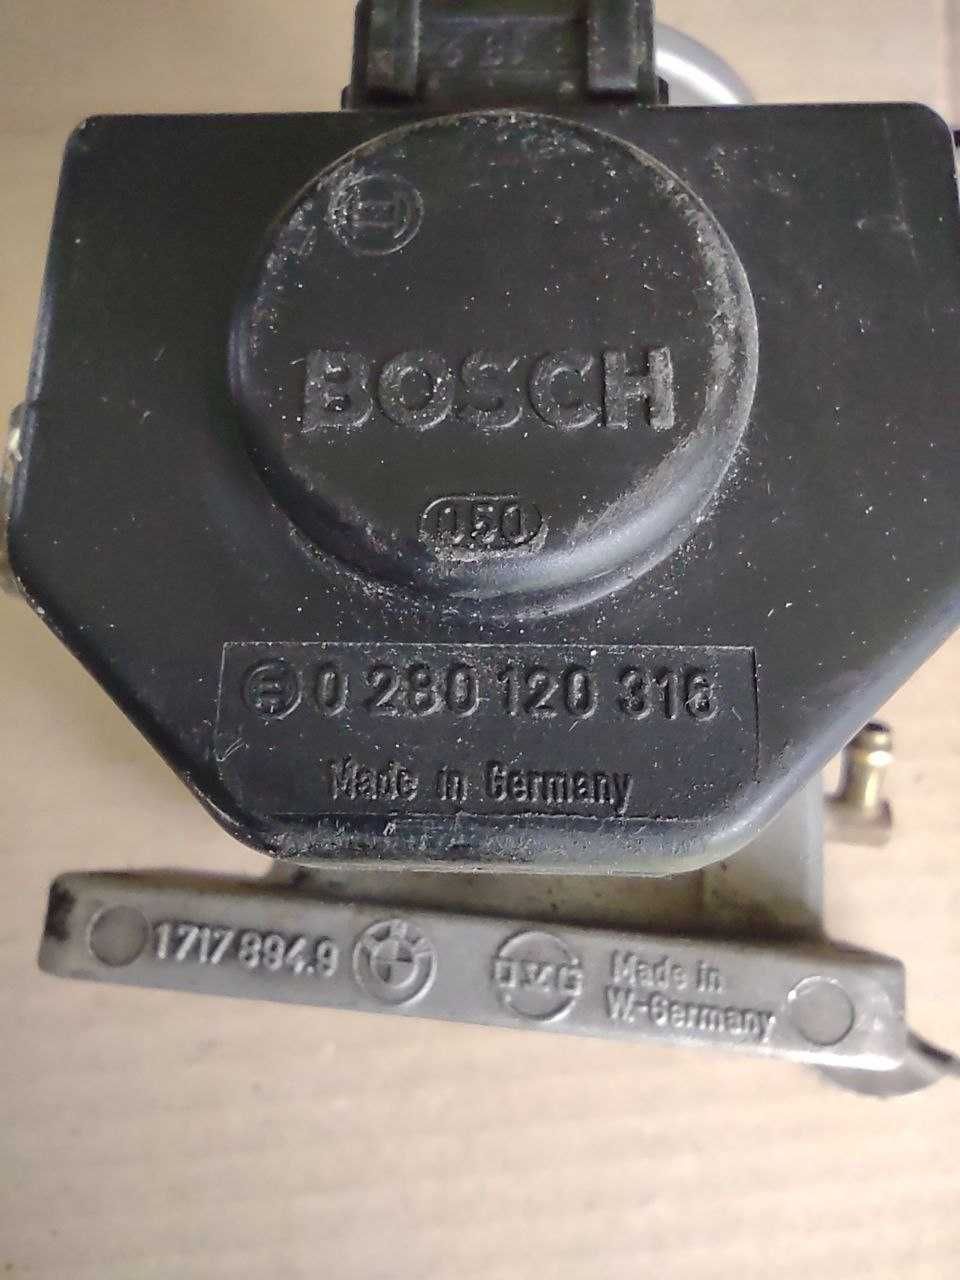 BOSCH
050
0 280 120 316
Made in Germany
1717894.9
Made in
W.-Germany